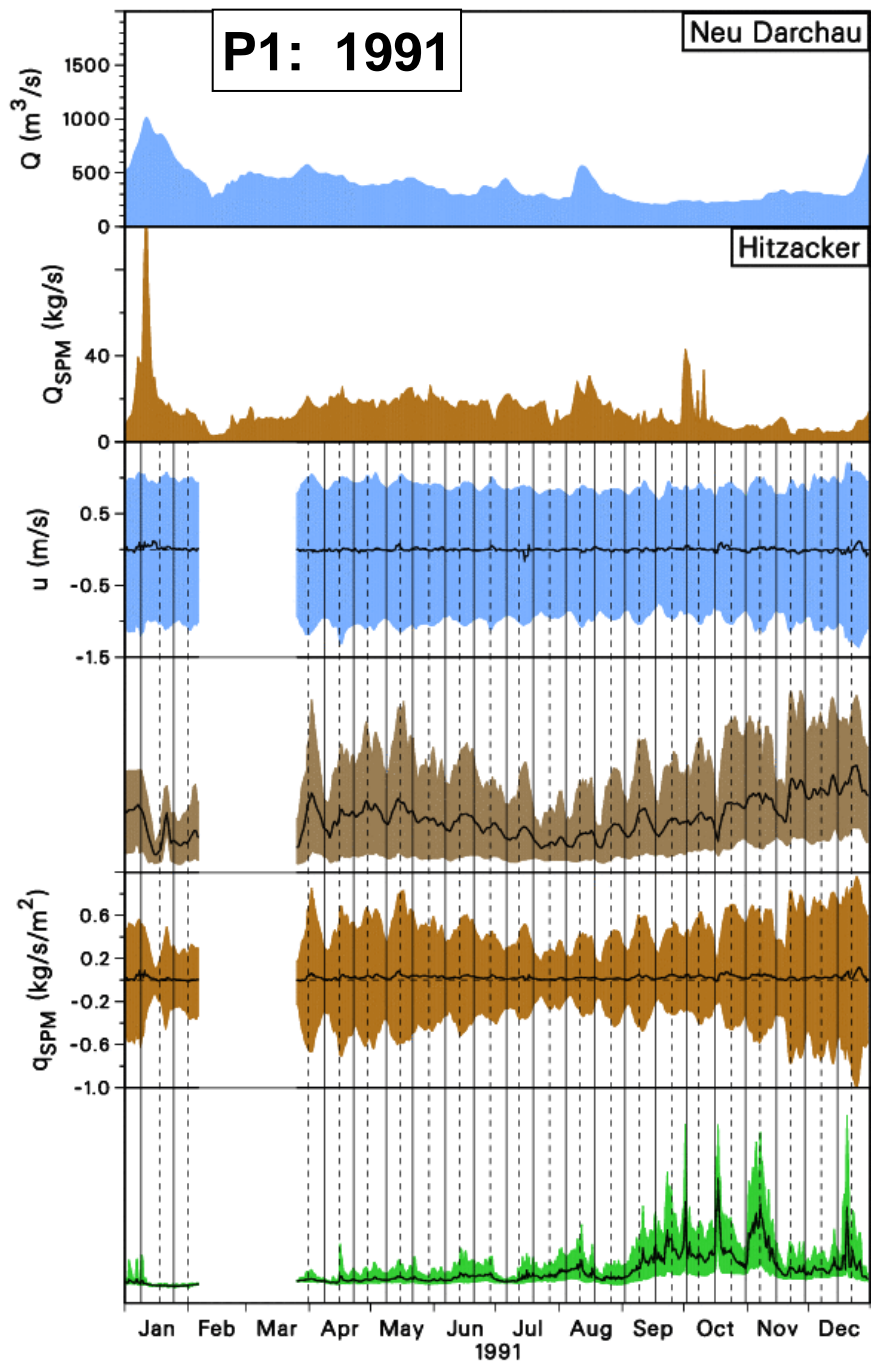 P1: 1991
Neu Darchau
Q (m³/s)
1500
1000
500
0
Hitzacker
Q_SPM (kg/s)
40
0
u (m/s)
0.5
-0.5
-1.5
q_SPM (kg/s/m²)
0.6
0.2
-0.2
-0.6
-1.0
Jan Feb Mar Apr May Jun Jul Aug Sep Oct Nov Dec
1991